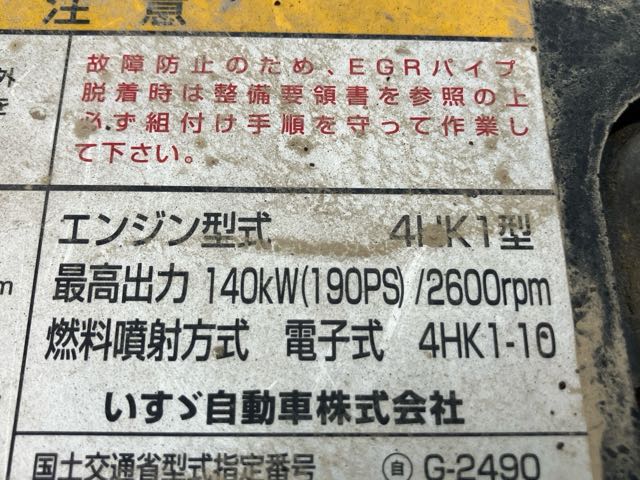 注意
外
を
故障防止のため、EGRパイプ
脱着時は整備要領書を参照の上
必ず組付け手順を守って作業し
て下さい。
エンジン型式 4HK1型
m
最高出力 140kW(190PS)/2600rpm
燃料噴射方式 電子式 4HK1-10
いすゞ自動車株式会社
国土交通省型式指定番号 自 G-2490